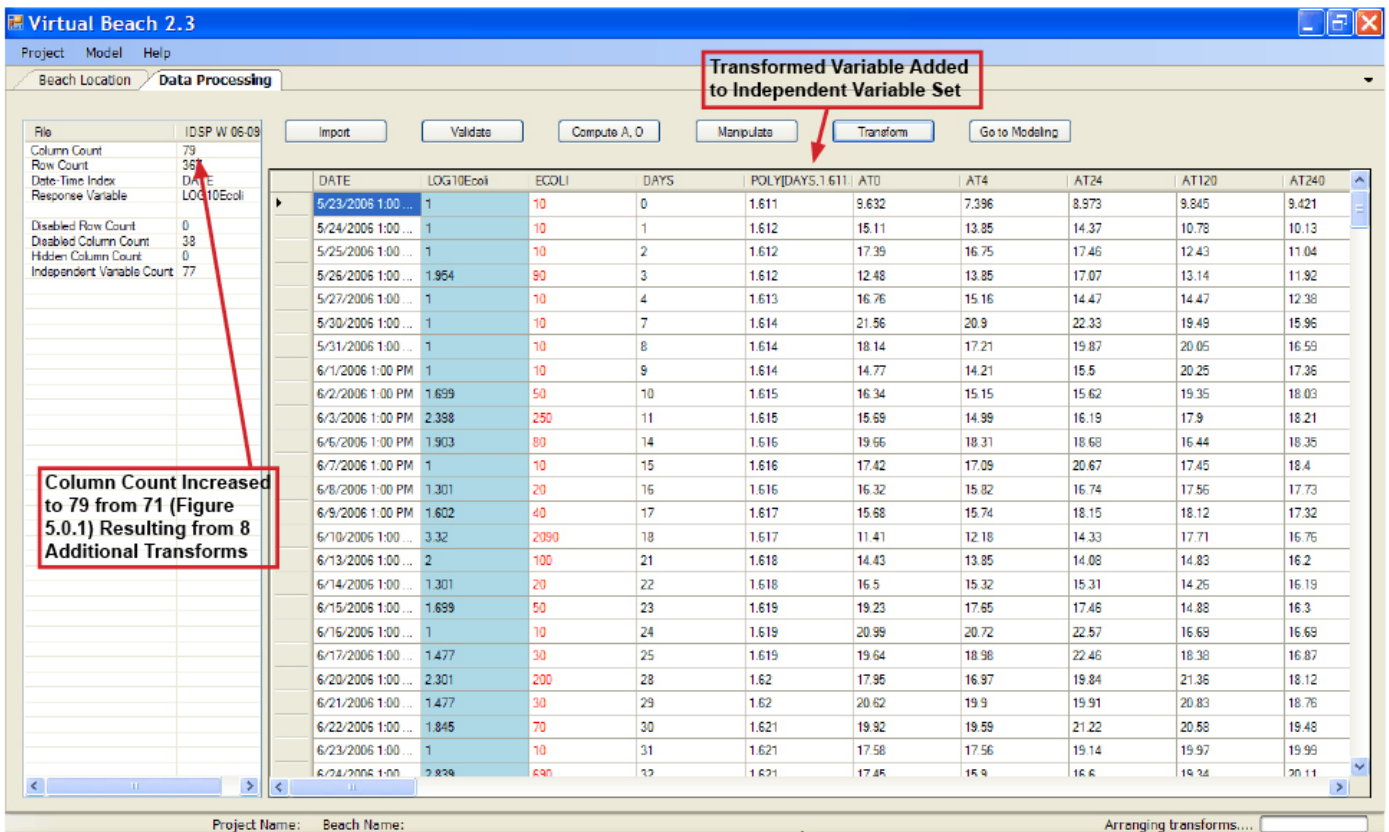 Virtual Beach 2.3
Project Model Help
Beach Location Data Processing
Transformed Variable Added
to Independent Variable Set
File IDSP W 06-09
Column Count 79
Row Count
Date-Time Index DATE
Response Variable LOG10Ecoli
Disabled Row Count 0
Disabled Column Count 38
Hidden Column Count 0
Independent Variable Count 77
Import Validate Compute A, O Manipulate Transform Go to Modeling
DATE LOG10Ecoli ECOLI DAYS POLY[DAYS,1.611 AT0 AT4 AT24 AT120 AT240
5/23/2006 1:00 ... 1 10 0 1.611 9.632 7.396 8.973 9.845 9.421
5/24/2006 1:00 ... 1 10 1 1.612 15.11 13.85 14.37 10.78 10.13
5/25/2006 1:00 ... 1 10 2 1.612 17.39 16.75 17.46 12.43 11.04
5/26/2006 1:00 ... 1.954 90 3 1.612 12.48 13.85 17.07 13.14 11.92
5/27/2006 1:00 ... 1 10 4 1.613 16.76 15.16 14.47 14.47 12.38
5/30/2006 1:00 ... 1 10 7 1.614 21.56 20.9 22.33 19.49 15.96
5/31/2006 1:00 ... 1 10 8 1.614 18.14 17.21 19.87 20.05 16.59
6/1/2006 1:00 PM 1 10 9 1.614 14.77 14.21 15.5 20.25 17.36
6/2/2006 1:00 PM 1.699 50 10 1.615 16.34 15.15 15.62 19.35 18.03
6/3/2006 1:00 PM 2.398 250 11 1.615 15.69 14.99 16.19 17.9 18.21
6/6/2006 1:00 PM 1.903 80 14 1.616 19.66 18.31 18.68 16.44 18.35
6/7/2006 1:00 PM 1 10 15 1.616 17.42 17.09 20.67 17.45 18.4
6/8/2006 1:00 PM 1.301 20 16 1.616 16.32 15.82 16.74 17.56 17.73
6/9/2006 1:00 PM 1.602 40 17 1.617 15.68 15.74 18.15 18.12 17.32
6/10/2006 1:00 ... 3.32 2090 18 1.617 11.41 12.18 14.33 17.71 16.76
6/13/2006 1:00 ... 2 100 21 1.618 14.43 13.85 14.08 14.83 16.2
6/14/2006 1:00 ... 1.301 20 22 1.618 16.5 15.32 15.31 14.26 16.19
6/15/2006 1:00 ... 1.699 50 23 1.619 19.23 17.65 17.46 14.88 16.3
6/16/2006 1:00 ... 1 10 24 1.619 20.99 20.72 22.57 16.69 16.69
6/17/2006 1:00 ... 1.477 30 25 1.619 19.64 18.98 22.46 18.38 16.87
6/20/2006 1:00 ... 2.301 200 28 1.62 17.95 16.97 19.84 21.36 18.12
6/21/2006 1:00 ... 1.477 30 29 1.62 20.62 19.9 19.91 20.83 18.76
6/22/2006 1:00 ... 1.845 70 30 1.621 19.92 19.59 21.22 20.58 19.48
6/23/2006 1:00 ... 1 10 31 1.621 17.58 17.56 19.14 19.97 19.99
6/24/2006 1:00 2.839 690 32 1.621 17.45 15.9 16.6 19.34 20.11
Column Count Increased
to 79 from 71 (Figure
5.0.1) Resulting from 8
Additional Transforms
Project Name: Beach Name: Arranging transforms....